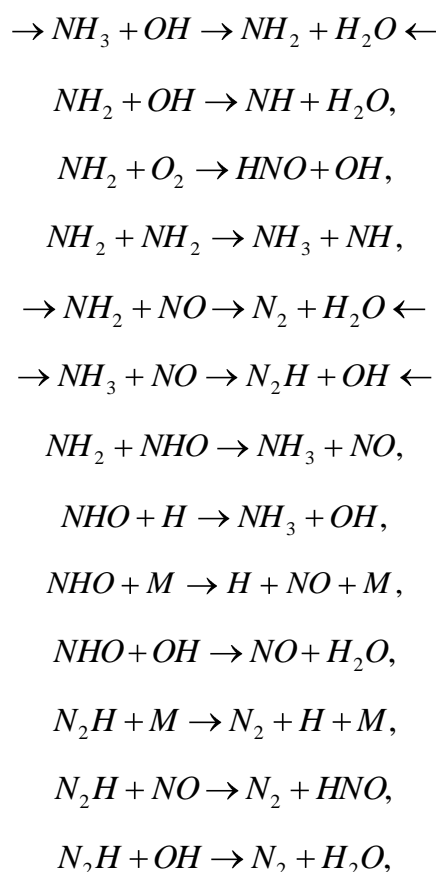 → NH₃ + OH → NH₂ + H₂O ←
NH₂ + OH → NH + H₂O,
NH₂ + O₂ → HNO + OH,
NH₂ + NH₂ → NH₃ + NH,
→ NH₂ + NO → N₂ + H₂O ←
→ NH₃ + NO → N₂H + OH ←
NH₂ + NHO → NH₃ + NO,
NHO + H → NH₃ + OH,
NHO + M → H + NO + M,
NHO + OH → NO + H₂O,
N₂H + M → N₂ + H + M,
N₂H + NO → N₂ + HNO,
N₂H + OH → N₂ + H₂O,